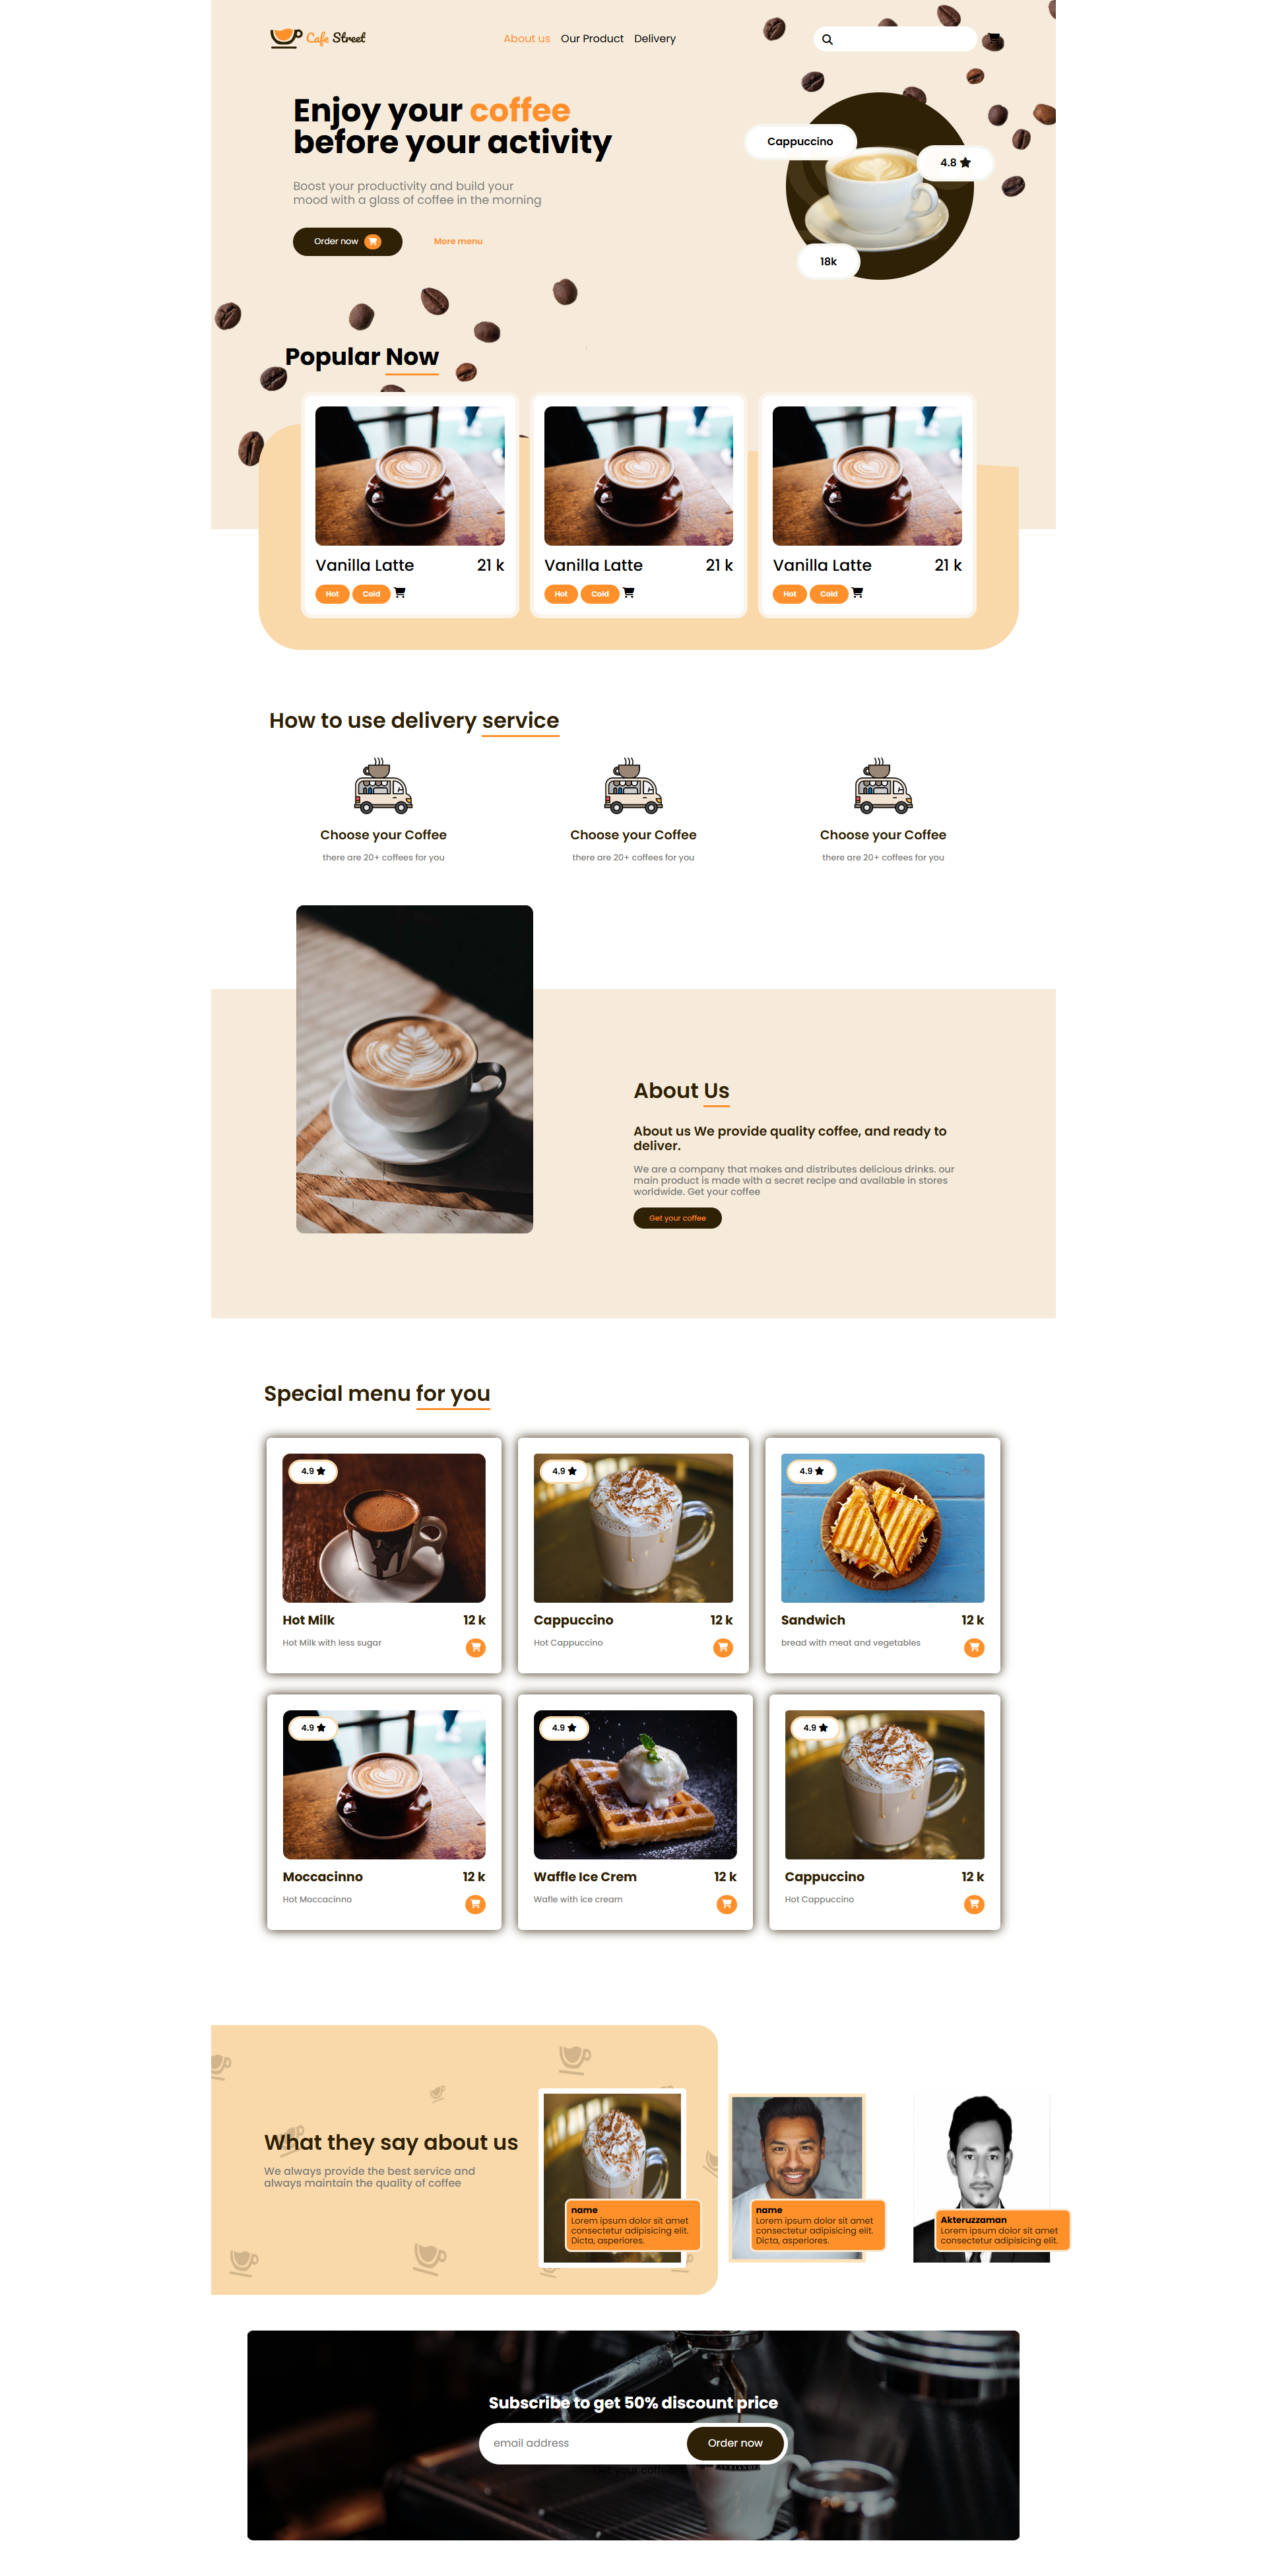 Cafe Street
About us Our Product Delivery
Enjoy your coffee
before your activity
Boost your productivity and build your
mood with a glass of coffee in the morning
Order now
More menu
Cappuccino
4.8
18k
Popular Now
Vanilla Latte 21 k
Hot Cold
Vanilla Latte 21 k
Hot Cold
Vanilla Latte 21 k
Hot Cold
How to use delivery service
Choose your Coffee
there are 20+ coffees for you
Choose your Coffee
there are 20+ coffees for you
Choose your Coffee
there are 20+ coffees for you
About Us
About us We provide quality coffee, and ready to
deliver.
We are a company that makes and distributes delicious drinks. our
main product is made with a secret recipe and available in stores
worldwide. Get your coffee
Get your coffee
Special menu for you
4.9
Hot Milk 12 k
Hot Milk with less sugar
4.9
Cappuccino 12 k
Hot Cappuccino
4.9
Sandwich 12 k
bread with meat and vegetables
4.9
Moccacinno 12 k
Hot Moccacinno
4.9
Waffle Ice Crem 12 k
Wafle with ice cream
4.9
Cappuccino 12 k
Hot Cappuccino
What they say about us
We always provide the best service and
always maintain the quality of coffee
name
Lorem ipsum dolor sit amet
consectetur adipisicing elit.
Dicta, asperiores.
name
Lorem ipsum dolor sit amet
consectetur adipisicing elit.
Dicta, asperiores.
Akteruzzaman
Lorem ipsum dolor sit amet
consectetur adipisicing elit.
Subscribe to get 50% discount price
email address
Order now